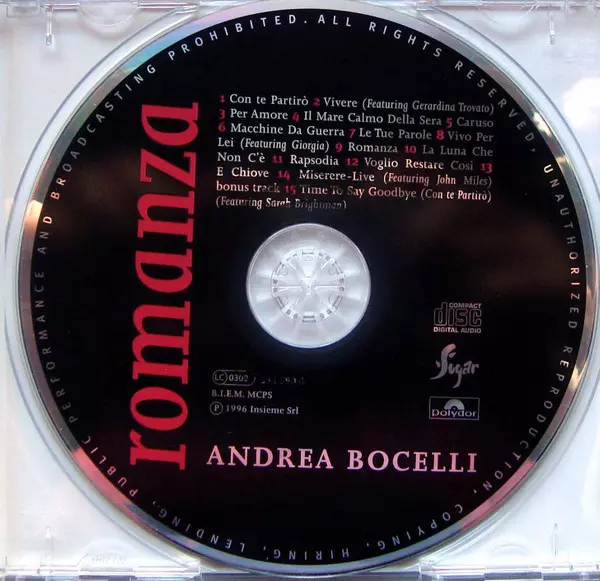 PUBLIC PERFORMANCE AND BROADCASTING PROHIBITED. ALL RIGHTS RESERVED, UNAUTHORIZED REPRODUCTION, COPYING, HIRING, LENDING,
romanza
1 Con te Partirò 2 Vivere (Featuring Gerardina Trovato)
3 Per Amore 4 Il Mare Calmo Della Sera 5 Caruso
6 Macchine Da Guerra 7 Le Tue Parole 8 Vivo Per
Lei (Featuring Giorgia) 9 Romanza 10 La Luna Che
Non C'è 11 Rapsodia 12 Voglio Restare Così 13
E Chiove 14 Miserere-Live (Featuring John Miles)
bonus track 15 Time To Say Goodbye (Con te Partirò)
(Featuring Sarah Brightman)
COMPACT
disc
DIGITAL AUDIO
Sugar
LC 0302
B.I.E.M. MCPS
Ⓟ 1996 Insieme Srl
Polydor
ANDREA BOCELLI